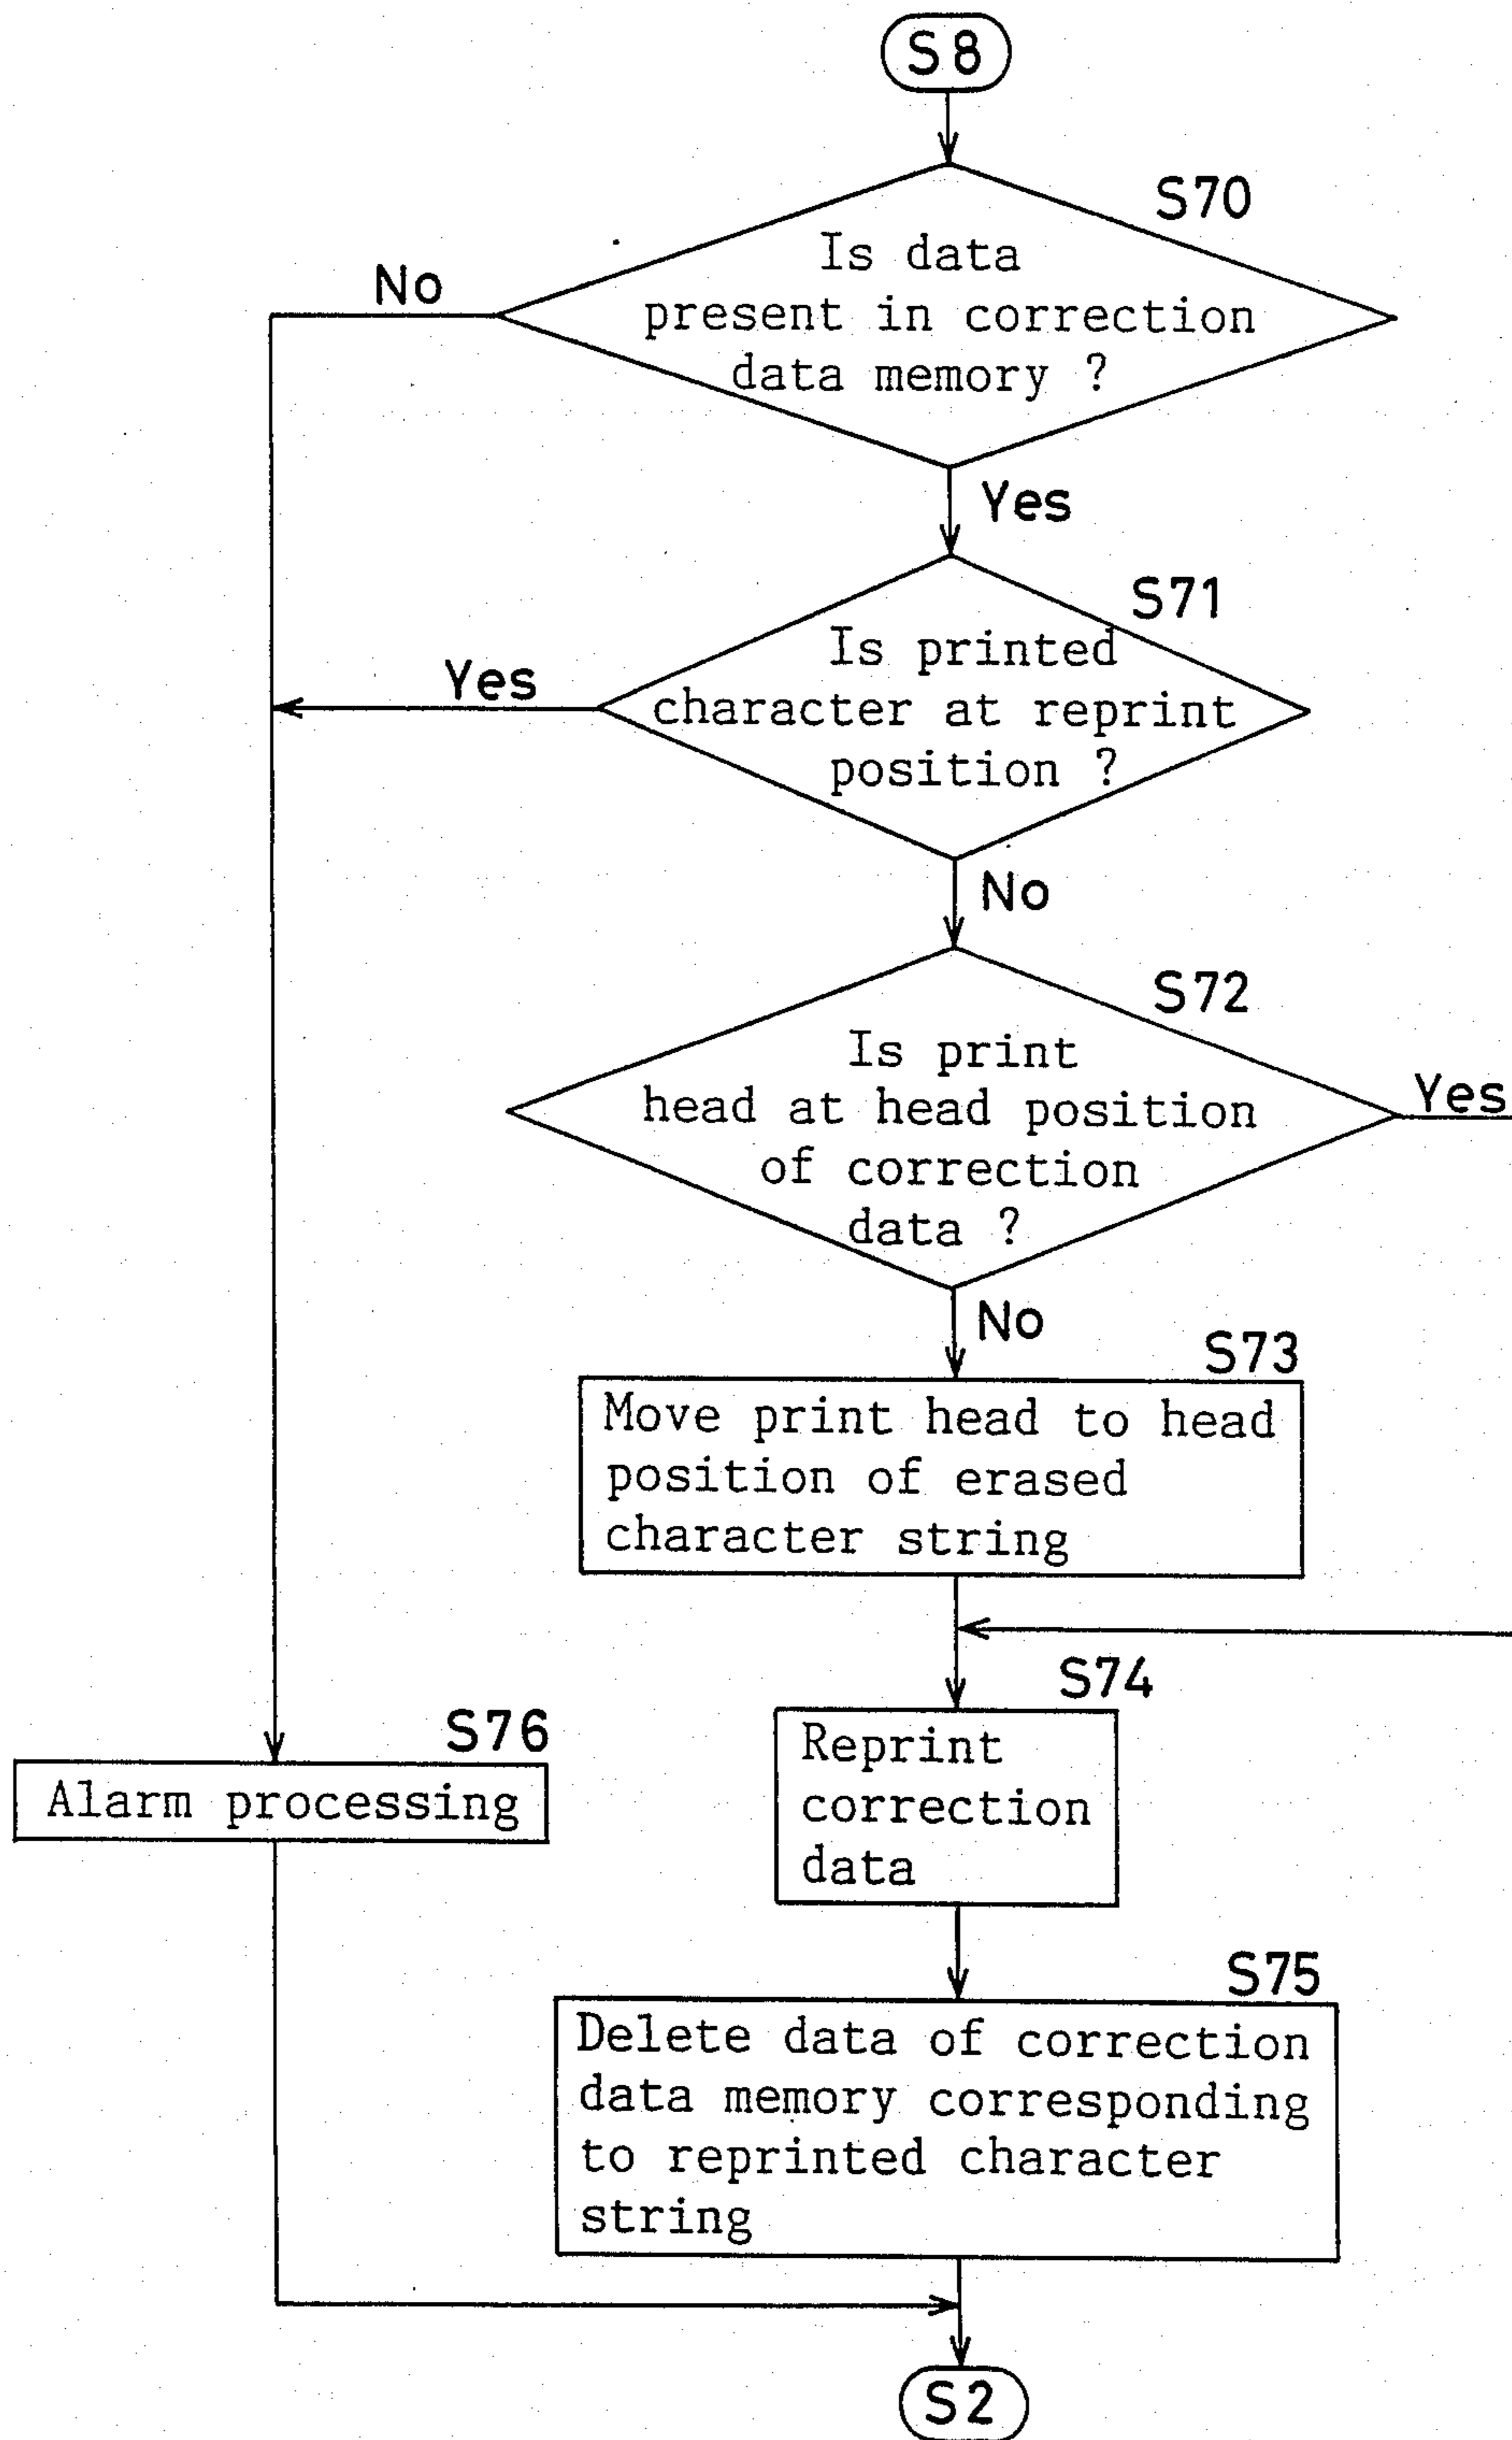 S8
S70
Is data
present in correction
data memory ?
No
Yes
S71
Is printed
character at reprint
position ?
Yes
No
S72
Is print
head at head position
of correction
data ?
Yes
No
S73
Move print head to head
position of erased
character string
S74
Reprint
correction
data
S76
Alarm processing
S75
Delete data of correction
data memory corresponding
to reprinted character
string
S2